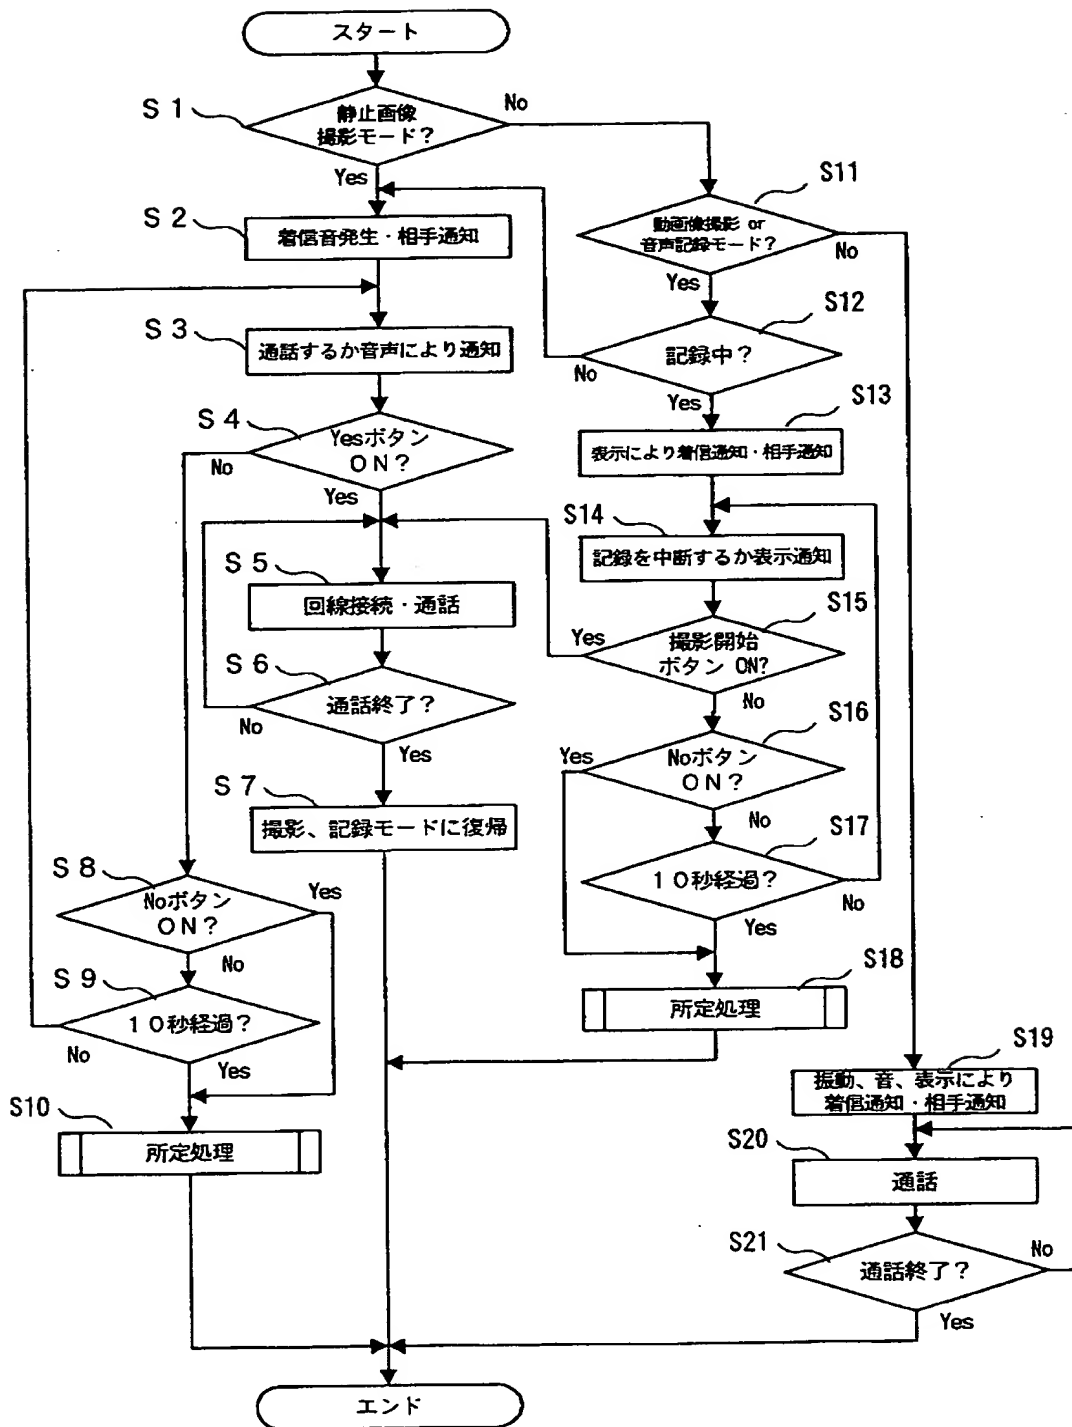 スタート
S1
静止画像
撮影モード?
No
Yes
S2
着信音発生・相手通知
S3
通話するか音声により通知
S4
Yesボタン
ON?
No
Yes
S5
回線接続・通話
S6
通話終了?
No
Yes
S7
撮影、記録モードに復帰
S8
Noボタン
ON?
Yes
No
S9
10秒経過?
No
Yes
S10
所定処理
S11
動画像撮影 or
音声記録モード?
No
Yes
S12
記録中?
No
Yes
S13
表示により着信通知・相手通知
S14
記録を中断するか表示通知
S15
撮影開始
ボタン ON?
Yes
No
S16
Noボタン
ON?
Yes
No
S17
10秒経過?
No
Yes
S18
所定処理
S19
振動、音、表示により
着信通知・相手通知
S20
通話
S21
通話終了?
No
Yes
エンド